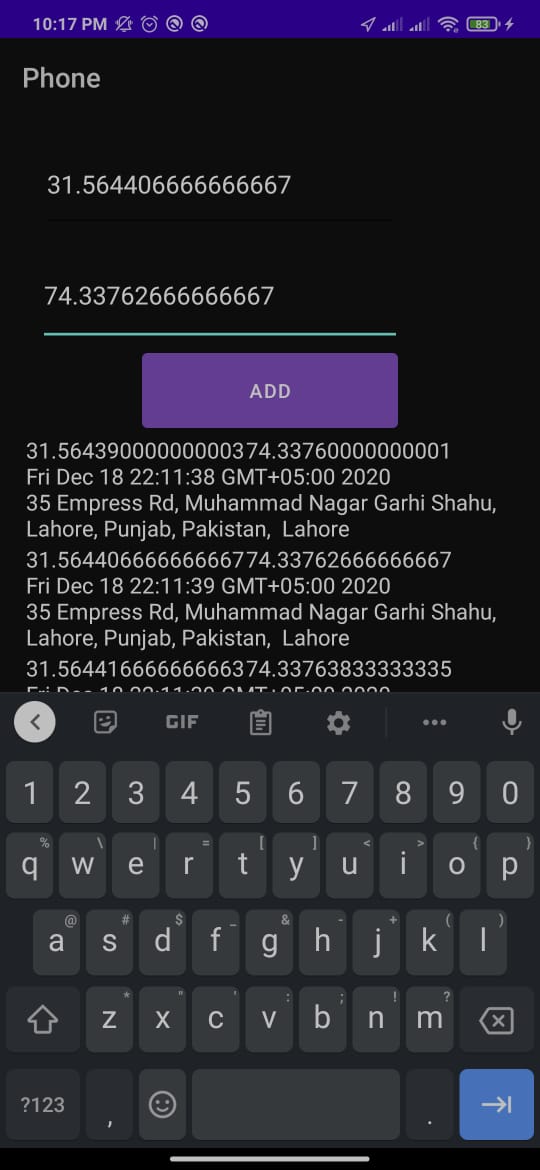 10:17 PM 83
Phone
31.564406666666667
74.33762666666667
ADD
31.56439000000000374.33760000000001
Fri Dec 18 22:11:38 GMT+05:00 2020
35 Empress Rd, Muhammad Nagar Garhi Shahu,
Lahore, Punjab, Pakistan,  Lahore
31.56440666666666774.33762666666667
Fri Dec 18 22:11:39 GMT+05:00 2020
35 Empress Rd, Muhammad Nagar Garhi Shahu,
Lahore, Punjab, Pakistan,  Lahore
31.56441666666666374.33763833333335
GIF
1 2 3 4 5 6 7 8 9 0
% \ | = [ ] < > { }
q w e r t y u i o p
@ # $ _ & - + ( )
a s d f g h j k l
* " ' : ; ! ?
z x c v b n m
?123 , .